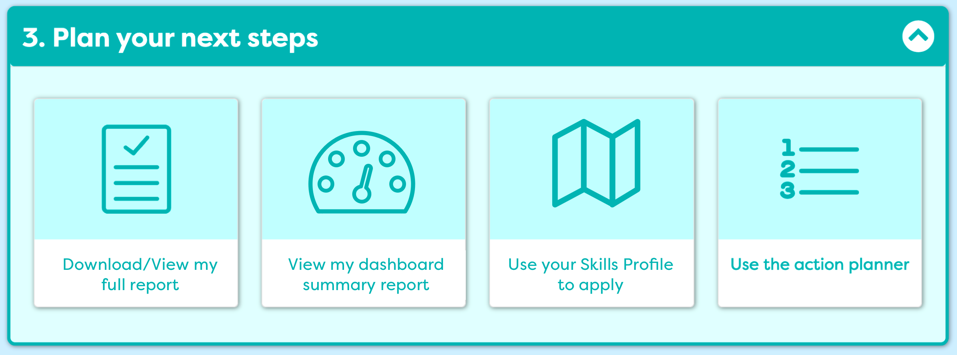 3. Plan your next steps
1
2
3
Download/View my
full report
View my dashboard
summary report
Use your Skills Profile
to apply
Use the action planner